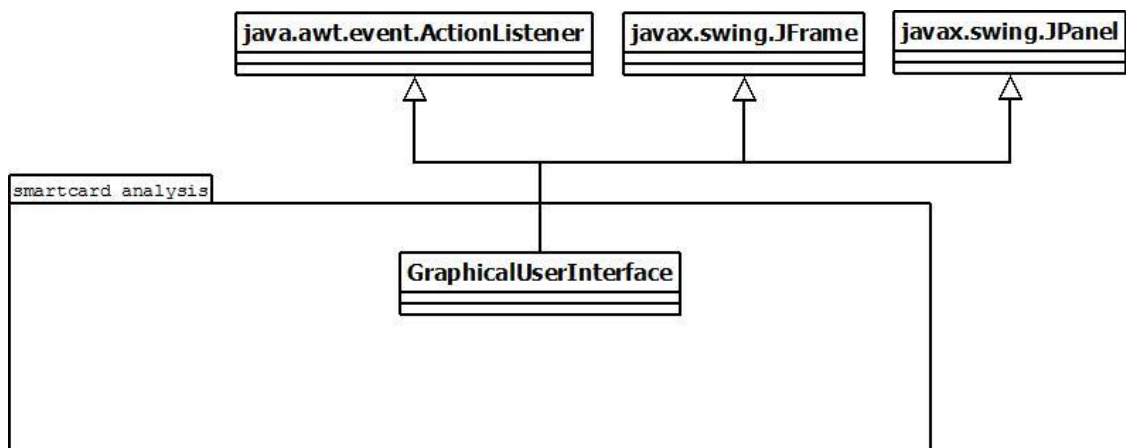 java.awt.event.ActionListener
javax.swing.JFrame
javax.swing.JPanel
smartcard analysis
GraphicalUserInterface